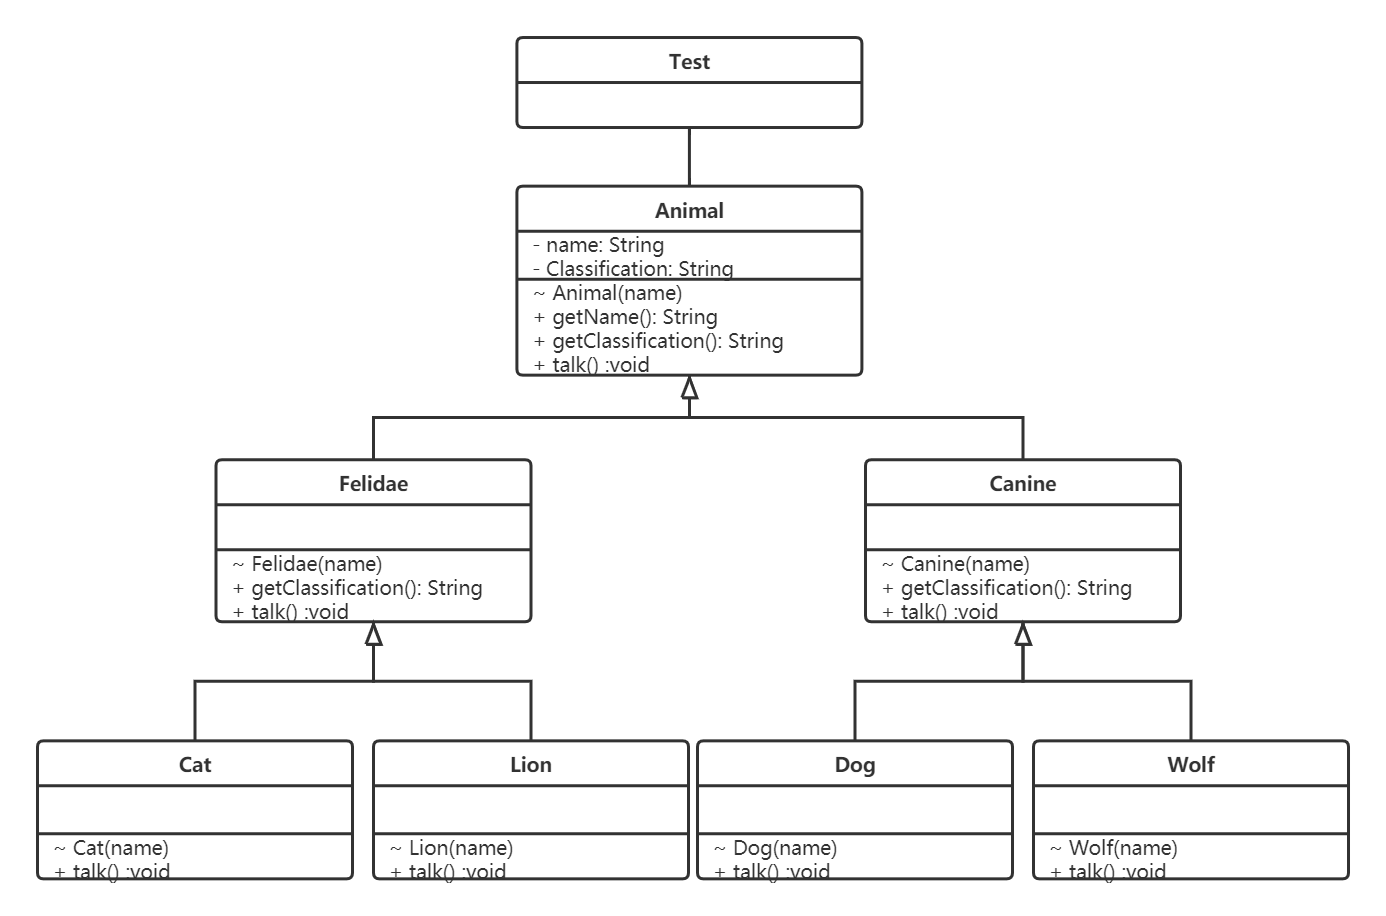 Test
Animal
- name: String
- Classification: String
~ Animal(name)
+ getName(): String
+ getClassification(): String
+ talk() :void
Felidae
~ Felidae(name)
+ getClassification(): String
+ talk() :void
Canine
~ Canine(name)
+ getClassification(): String
+ talk() :void
Cat
~ Cat(name)
+ talk() :void
Lion
~ Lion(name)
+ talk() :void
Dog
~ Dog(name)
+ talk() :void
Wolf
~ Wolf(name)
+ talk() :void